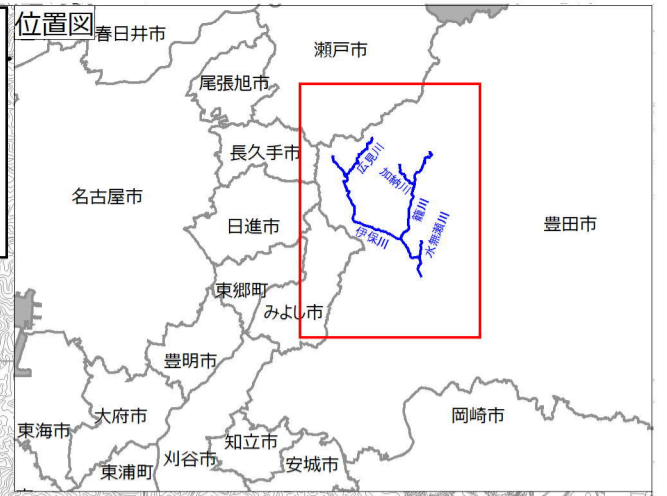 位置図
春日井市
瀬戸市
尾張旭市
長久手市
広見川
加納川
名古屋市
籠川
日進市
豊田市
伊保川
水無瀬川
東郷町
みよし市
豊明市
大府市
岡崎市
東海市
知立市
刈谷市
安城市
東浦町